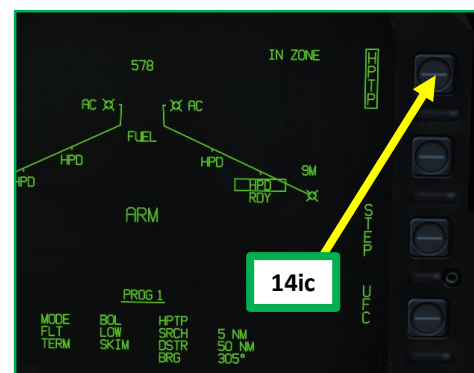 578
IN ZONE
HPTP
AC AC
FUEL
HPD HPD 9M
HPD HPD
RDY
ARM
STEP
14ic
UFC
PROG 1
MODE BOL HPTP
FLT LOW SRCH 5 NM
TERM SKIM DSTR 50 NM
BRG 305°